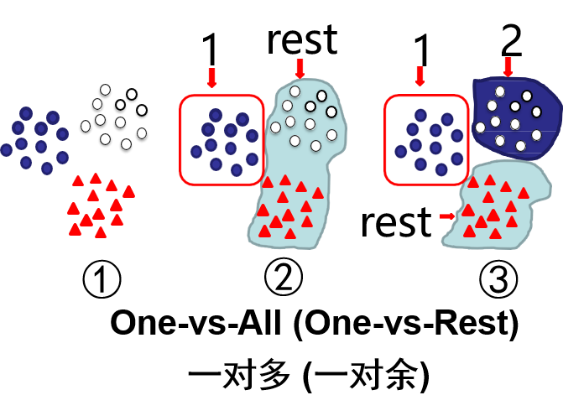 1
rest
1
2
rest
①
②
③
One-vs-All (One-vs-Rest)
一对多 (一对余)